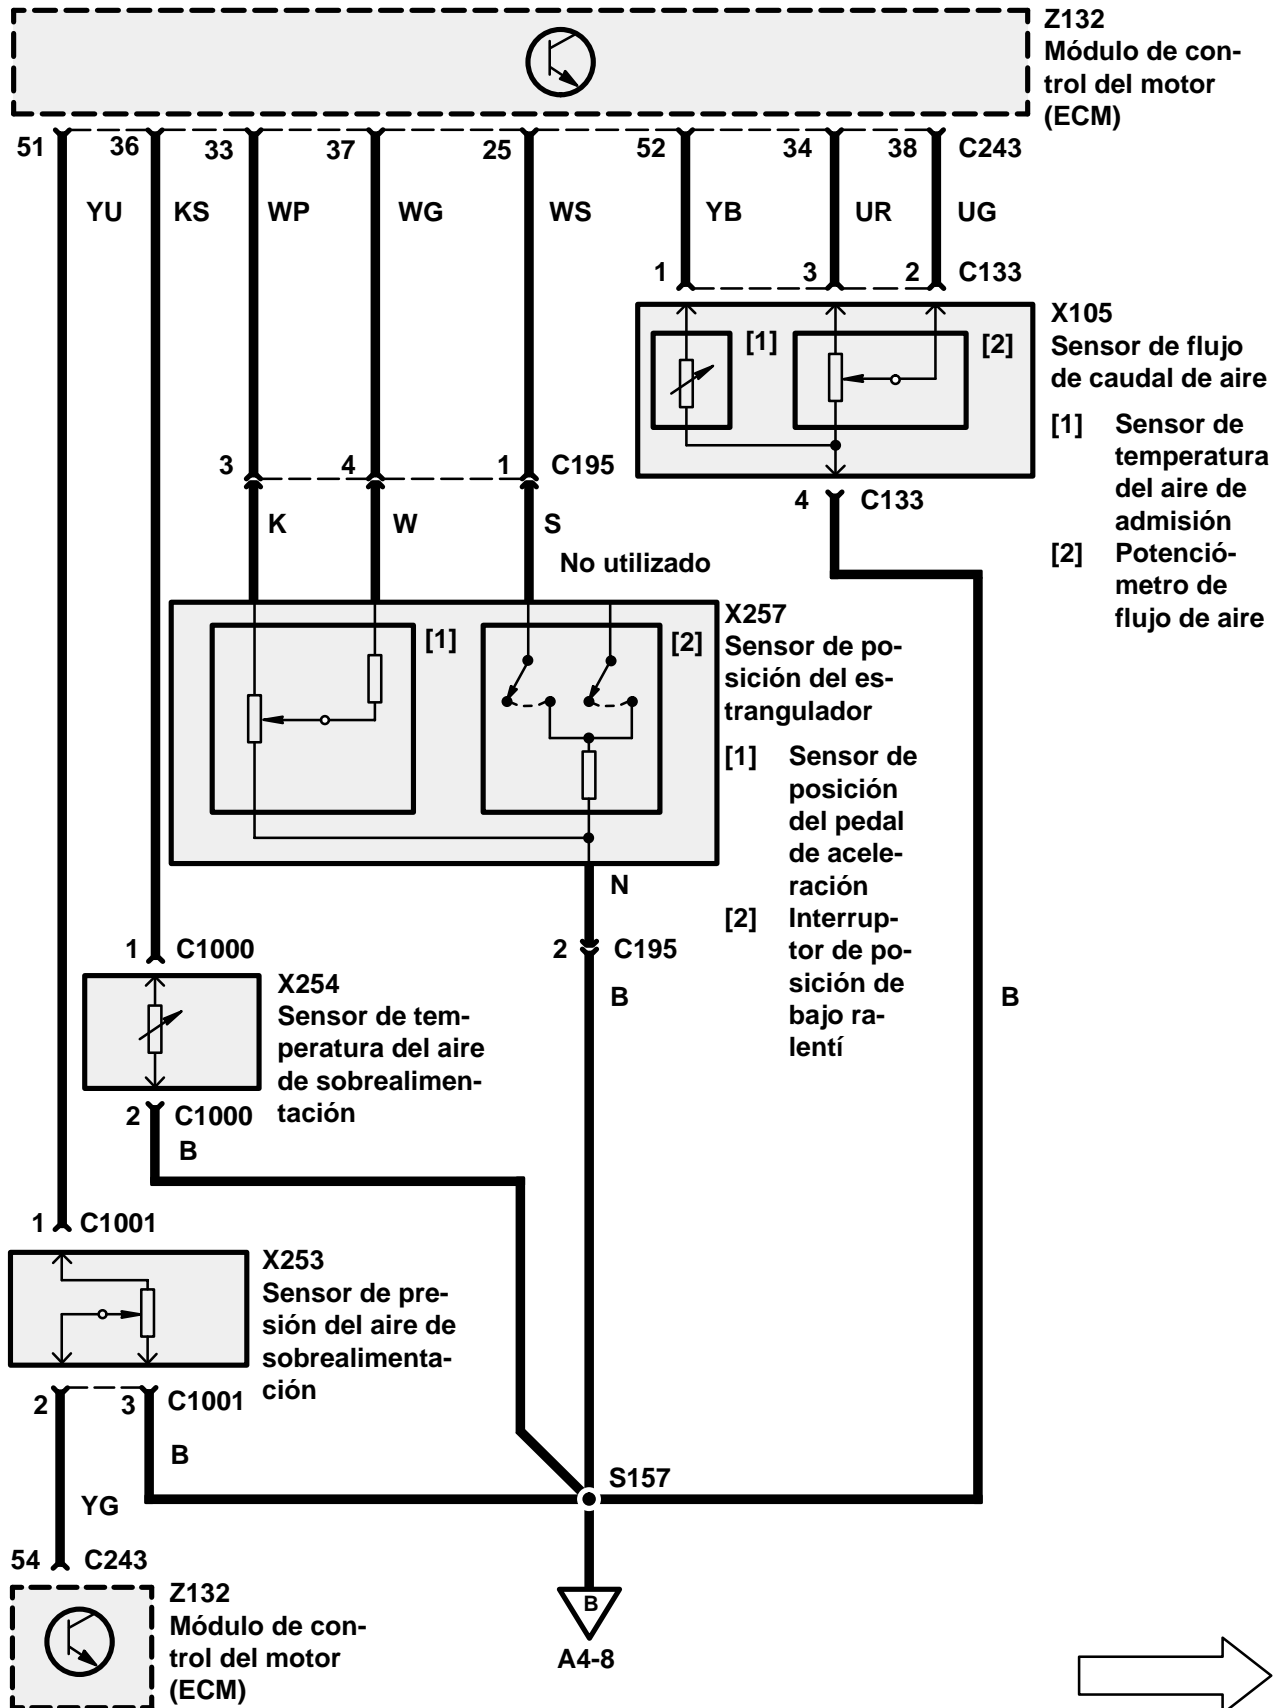 Z132
Módulo de con-
trol del motor
(ECM)
51 36 33 37 25 52 34 38 C243
YU KS WP WG WS YB UR UG
1 3 2 C133
X105
Sensor de flujo
de caudal de aire
[1] [2]
[1] Sensor de
temperatura
del aire de
admisión
[2] Potenció-
metro de
flujo de aire
3 4 1 C195
4 C133
K W S
No utilizado
X257
Sensor de po-
sición del es-
trangulador
[1] [2]
[1] Sensor de
posición
del pedal
de acele-
ración
[2] Interrup-
tor de po-
sición de
bajo ra-
lentí
N
2 C195
B
B
1 C1000
X254
Sensor de tem-
peratura del aire
de sobrealimen-
tación
2 C1000
B
1 C1001
X253
Sensor de pre-
sión del aire de
sobrealimenta-
ción
2 3 C1001
B
S157
YG
54 C243
Z132
Módulo de con-
trol del motor
(ECM)
B
A4-8